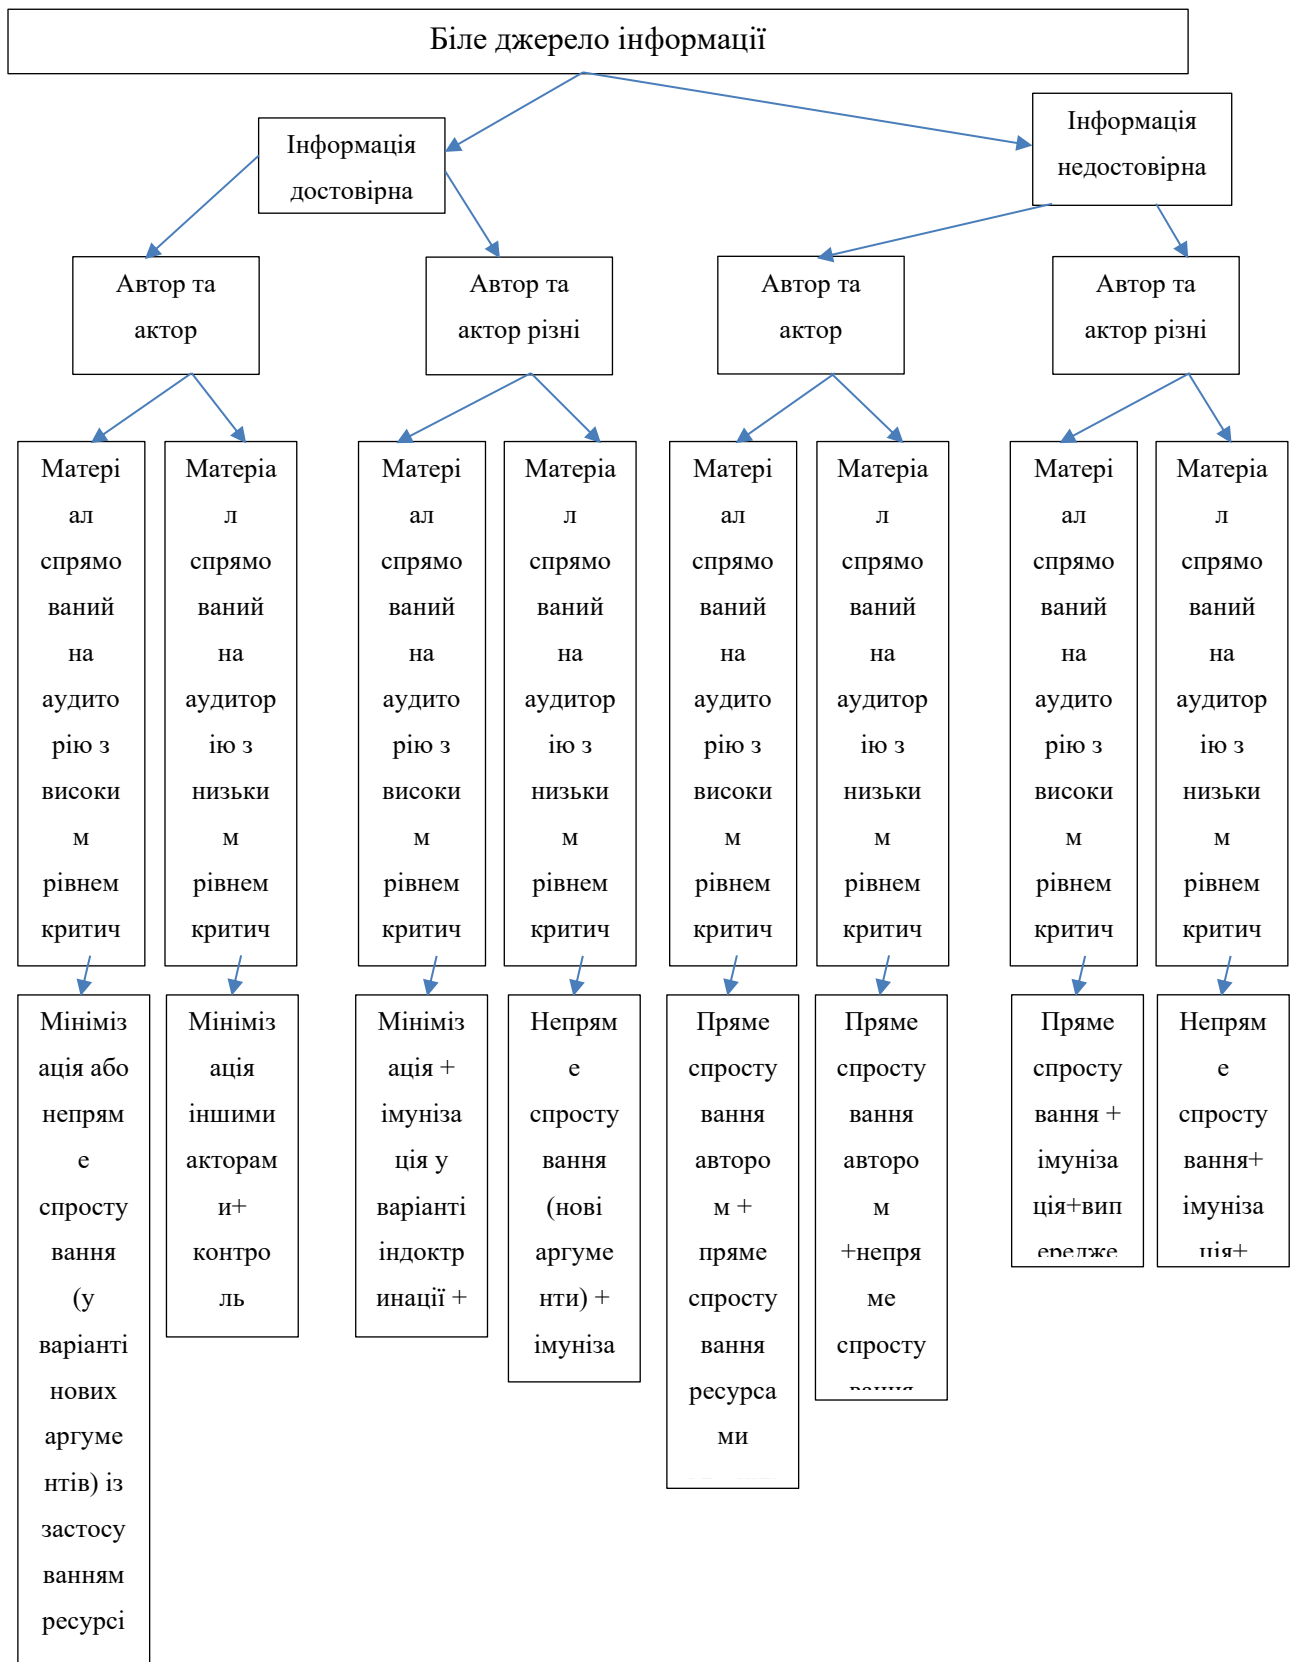 Біле джерело інформації
Інформація
достовірна
Інформація
недостовірна
Автор та
актор
Автор та
актор різні
Автор та
актор
Автор та
актор різні
Матері
ал
спрямо
ваний
на
аудито
рію з
високи
м
рівнем
критич
Матеріа
л
спрямо
ваний
на
аудитор
ію з
низьки
м
рівнем
критич
Матері
ал
спрямо
ваний
на
аудито
рію з
високи
м
рівнем
критич
Матеріа
л
спрямо
ваний
на
аудитор
ію з
низьки
м
рівнем
критич
Матері
ал
спрямо
ваний
на
аудито
рію з
високи
м
рівнем
критич
Матеріа
л
спрямо
ваний
на
аудитор
ію з
низьки
м
рівнем
критич
Матері
ал
спрямо
ваний
на
аудито
рію з
високи
м
рівнем
критич
Матеріа
л
спрямо
ваний
на
аудитор
ію з
низьки
м
рівнем
критич
Мініміз
ація або
непрям
е
спросту
вання
(у
варіанті
нових
аргуме
нтів) із
застосу
ванням
ресурсі
Мініміз
ація
іншими
акторам
и+
контро
ль
Мініміз
ація +
імуніза
ція у
варіанті
індоктр
инації +
Непрям
е
спросту
вання
(нові
аргуме
нти) +
імуніза
Пряме
спросту
вання
авторо
м +
пряме
спросту
вання
ресурса
ми
Пряме
спросту
вання
авторо
м
+непря
ме
спросту
вання
Пряме
спросту
вання +
імуніза
ція+вип
ередже
Непрям
е
спросту
вання+
імуніза
ція+